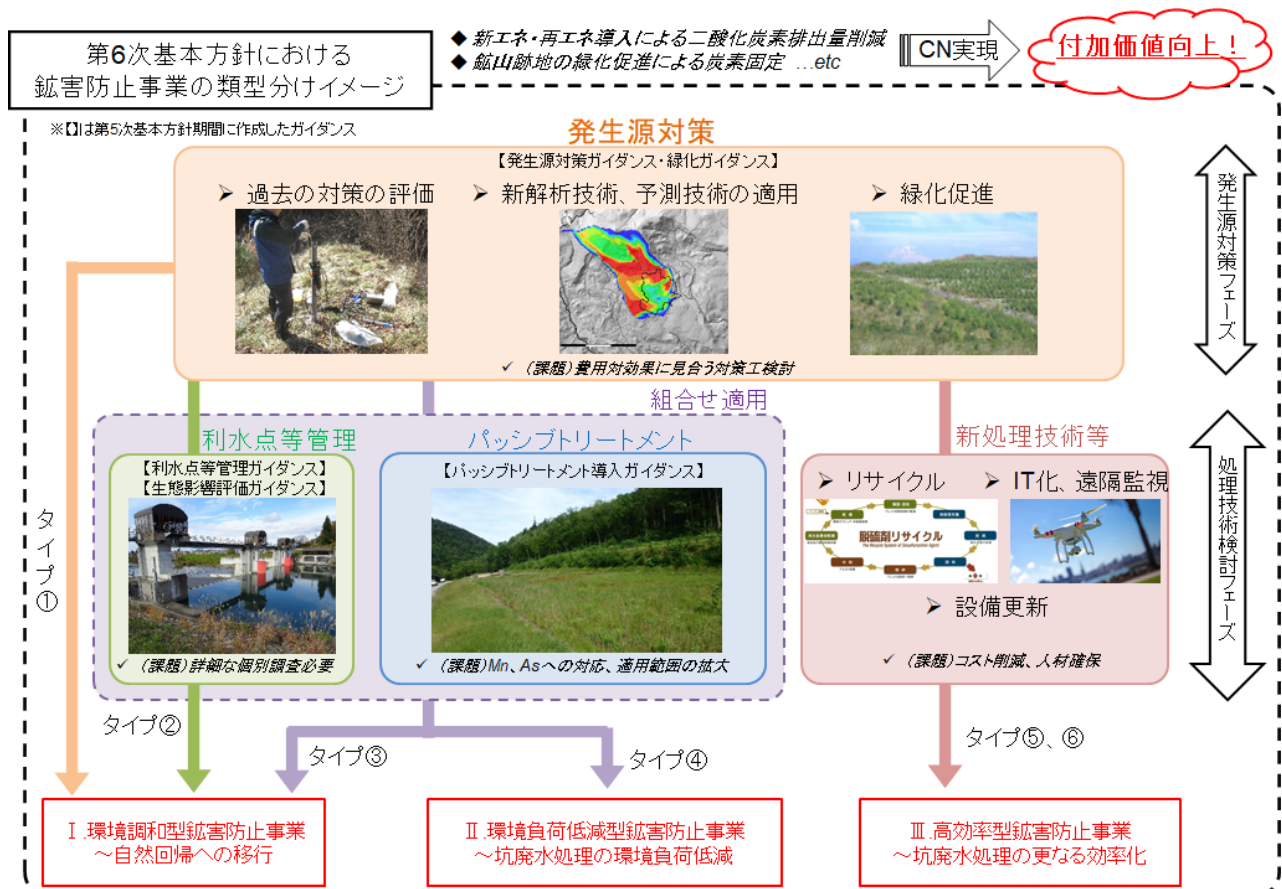 第6次基本方針における
鉱害防止事業の類型分けイメージ
◆ 新エネ・再エネ導入による二酸化炭素排出量削減
◆ 鉱山跡地の緑化促進による炭素固定 …etc
CN実現
付加価値向上！
※【】は第5次基本方針期間に作成したガイダンス
発生源対策
【発生源対策ガイダンス・緑化ガイダンス】
➢ 過去の対策の評価
➢ 新解析技術、予測技術の適用
➢ 緑化促進
✓ (課題)費用対効果に見合う対策工検討
発生源対策フェーズ
組合せ適用
利水点等管理
【利水点等管理ガイダンス】
【生態影響評価ガイダンス】
✓ (課題)詳細な個別調査必要
パッシブトリートメント
【パッシブトリートメント導入ガイダンス】
✓ (課題)Mn、Asへの対応、適用範囲の拡大
新処理技術等
➢ リサイクル
➢ IT化、遠隔監視
脱硫剤リサイクル
The Recycle System of Desulfurization Agent
➢ 設備更新
✓ (課題)コスト削減、人材確保
処理技術検討フェーズ
タイプ①
タイプ②
タイプ③
タイプ④
タイプ⑤、⑥
Ⅰ.環境調和型鉱害防止事業
～自然回帰への移行
Ⅱ.環境負荷低減型鉱害防止事業
～坑廃水処理の環境負荷低減
Ⅲ.高効率型鉱害防止事業
～坑廃水処理の更なる効率化